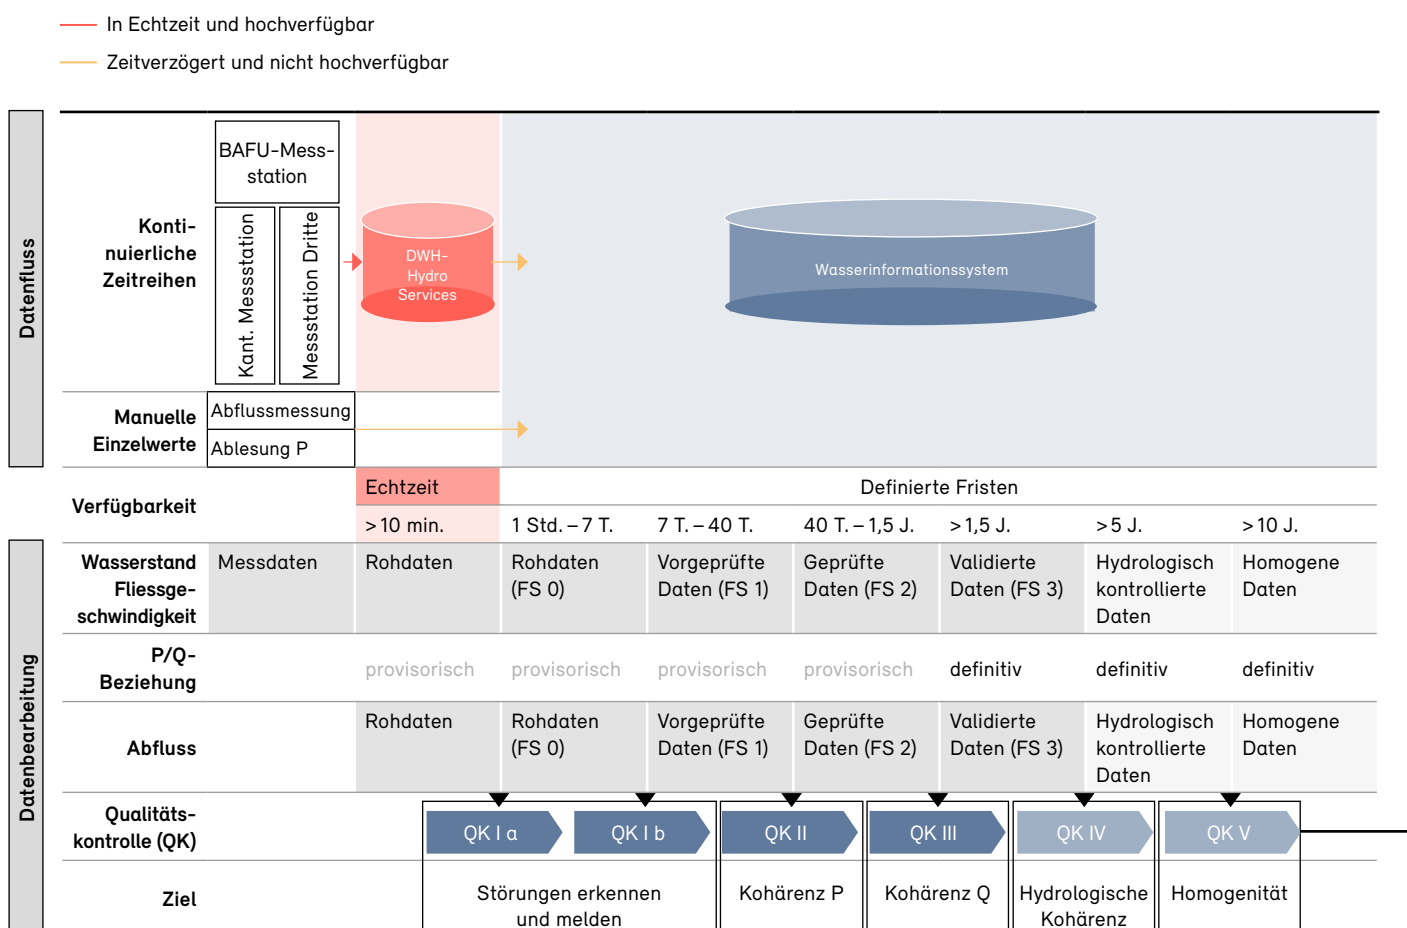 In Echtzeit und hochverfügbar
Zeitverzögert und nicht hochverfügbar
Datenfluss
Konti-
nuierliche
Zeitreihen
BAFU-Mess-
station
Kant. Messstation
Messstation Dritte
DWH-
Hydro
Services
Wasserinformationssystem
Manuelle
Einzelwerte
Abflussmessung
Ablesung P
Verfügbarkeit
Echtzeit
Definierte Fristen
>10 min.
1 Std. – 7 T.
7 T. – 40 T.
40 T. – 1,5 J.
>1,5 J.
>5 J.
>10 J.
Datenbearbeitung
Wasserstand
Fliessge-
schwindigkeit
Messdaten
Rohdaten
Rohdaten
(FS 0)
Vorgeprüfte
Daten (FS 1)
Geprüfte
Daten (FS 2)
Validierte
Daten (FS 3)
Hydrologisch
kontrollierte
Daten
Homogene
Daten
P/Q-
Beziehung
provisorisch
provisorisch
provisorisch
provisorisch
definitiv
definitiv
definitiv
Abfluss
Rohdaten
Rohdaten
(FS 0)
Vorgeprüfte
Daten (FS 1)
Geprüfte
Daten (FS 2)
Validierte
Daten (FS 3)
Hydrologisch
kontrollierte
Daten
Homogene
Daten
Qualitäts-
kontrolle (QK)
QK I a
QK I b
QK II
QK III
QK IV
QK V
Ziel
Störungen erkennen
und melden
Kohärenz P
Kohärenz Q
Hydrologische
Kohärenz
Homogenität